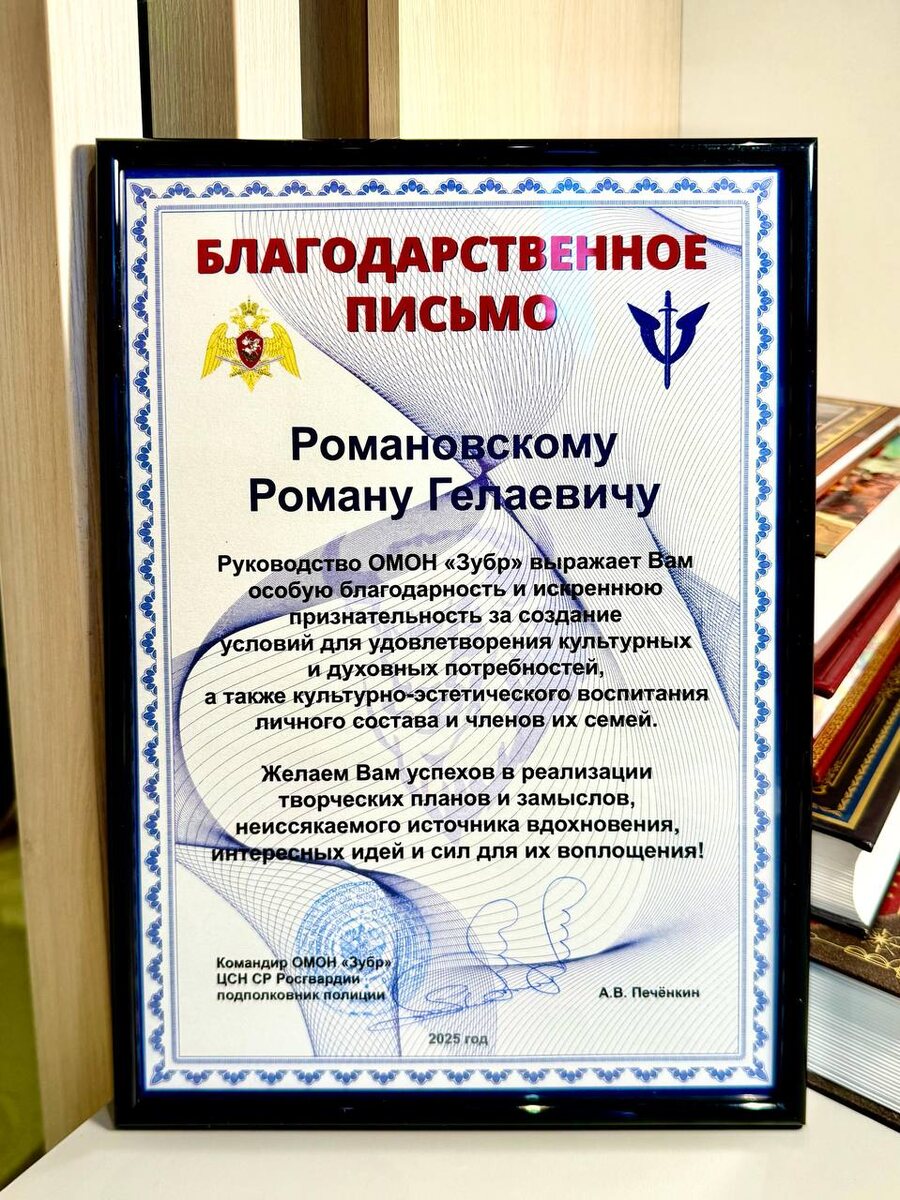 БЛАГОДАРСТВЕННОЕ
ПИСЬМО
Романовскому
Роману Гелаевичу
Руководство ОМОН «Зубр» выражает Вам
особую благодарность и искреннюю
признательность за создание
условий для удовлетворения культурных
и духовных потребностей,
а также культурно-эстетического воспитания
личного состава и членов их семей.
Желаем Вам успехов в реализации
творческих планов и замыслов,
неиссякаемого источника вдохновения,
интересных идей и сил для их воплощения!
Командир ОМОН «Зубр»
ЦСН СР Росгвардии
подполковник полиции
А.В. Печёнкин
2025 год